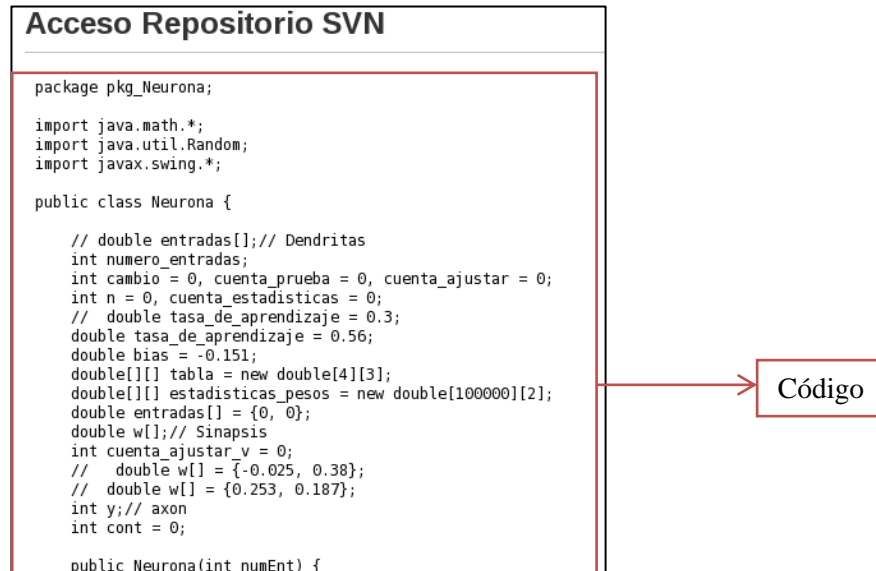 Acceso Repositorio SVN
package pkg_Neurona;
import java.math.*;
import java.util.Random;
import javax.swing.*;
public class Neurona {
// double entradas[];// Dendritas
int numero_entradas;
int cambio = 0, cuenta_prueba = 0, cuenta_ajustar = 0;
int n = 0, cuenta_estadisticas = 0;
//  double tasa_de_aprendizaje = 0.3;
double tasa_de_aprendizaje = 0.56;
double bias = -0.151;
double[][] tabla = new double[4][3];
double[][] estadisticas_pesos = new double[100000][2];
double entradas[] = {0, 0};
double w[];// Sinapsis
int cuenta_ajustar_v = 0;
//   double w[] = {-0.025, 0.38};
//  double w[] = {0.253, 0.187};
int y;// axon
int cont = 0;
public Neurona(int numEnt) {
Código